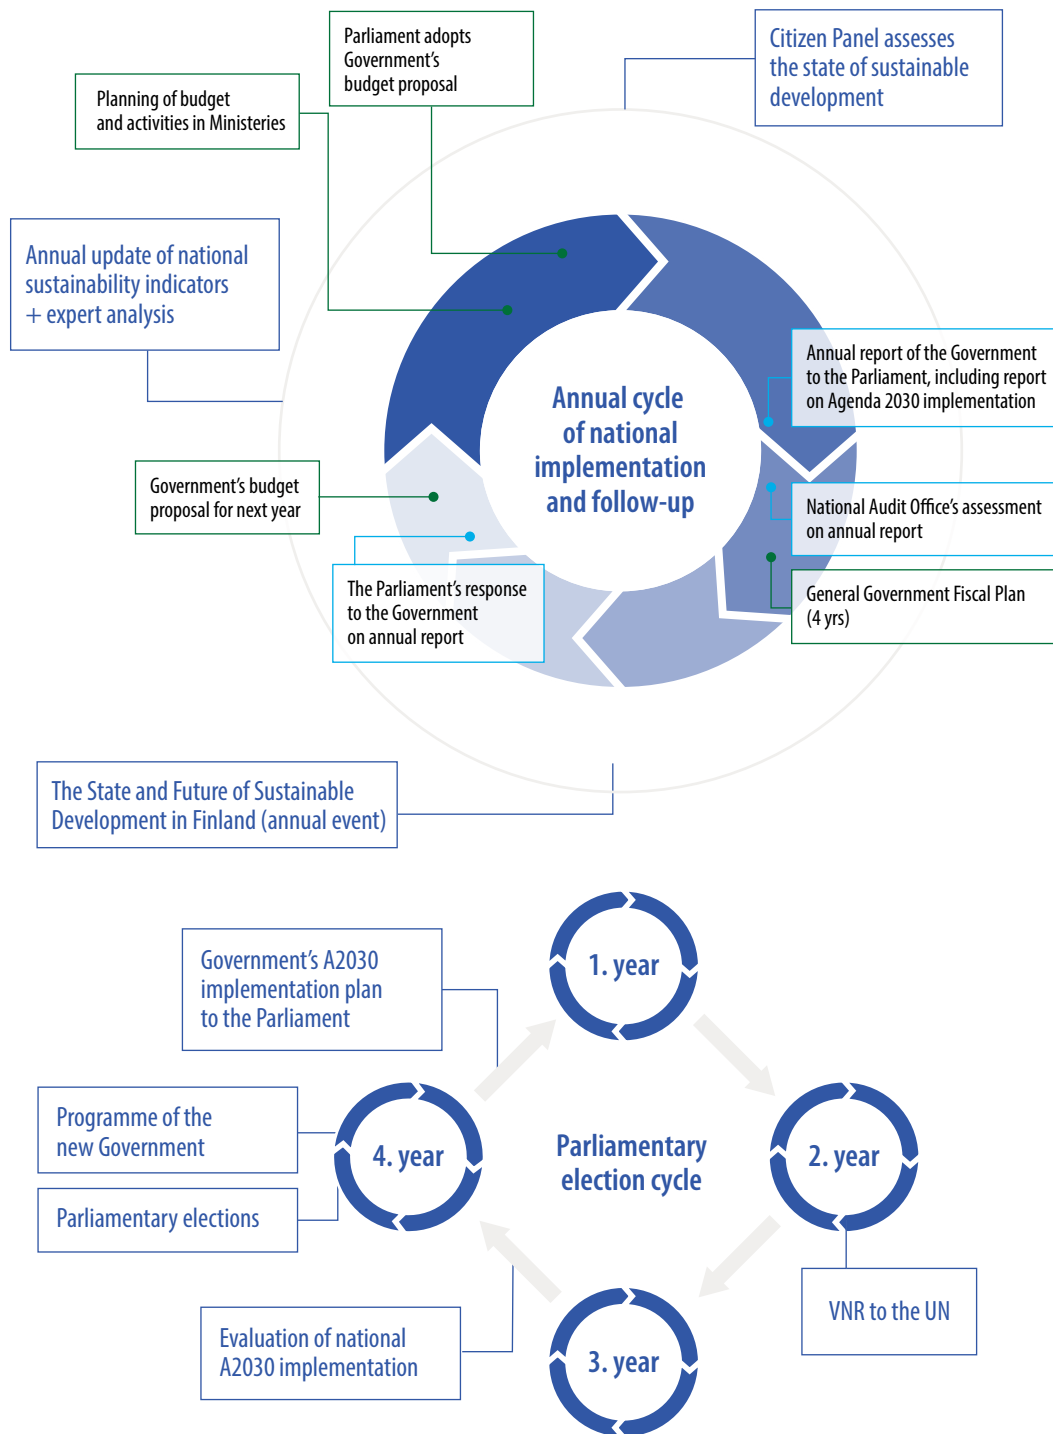 Parliament adopts
Government's
budget proposal
Citizen Panel assesses
the state of sustainable
development
Planning of budget
and activities in Ministeries
Annual update of national
sustainability indicators
+ expert analysis
Annual report of the Government
to the Parliament, including report
on Agenda 2030 implementation
Annual cycle
of national
implementation
and follow-up
Government's budget
proposal for next year
National Audit Office's assessment
on annual report
The Parliament's response
to the Government
on annual report
General Government Fiscal Plan
(4 yrs)
The State and Future of Sustainable
Development in Finland (annual event)
1. year
Government's A2030
implementation plan
to the Parliament
Programme of the
new Government
4. year
Parliamentary
election cycle
2. year
Parliamentary elections
VNR to the UN
Evaluation of national
A2030 implementation
3. year